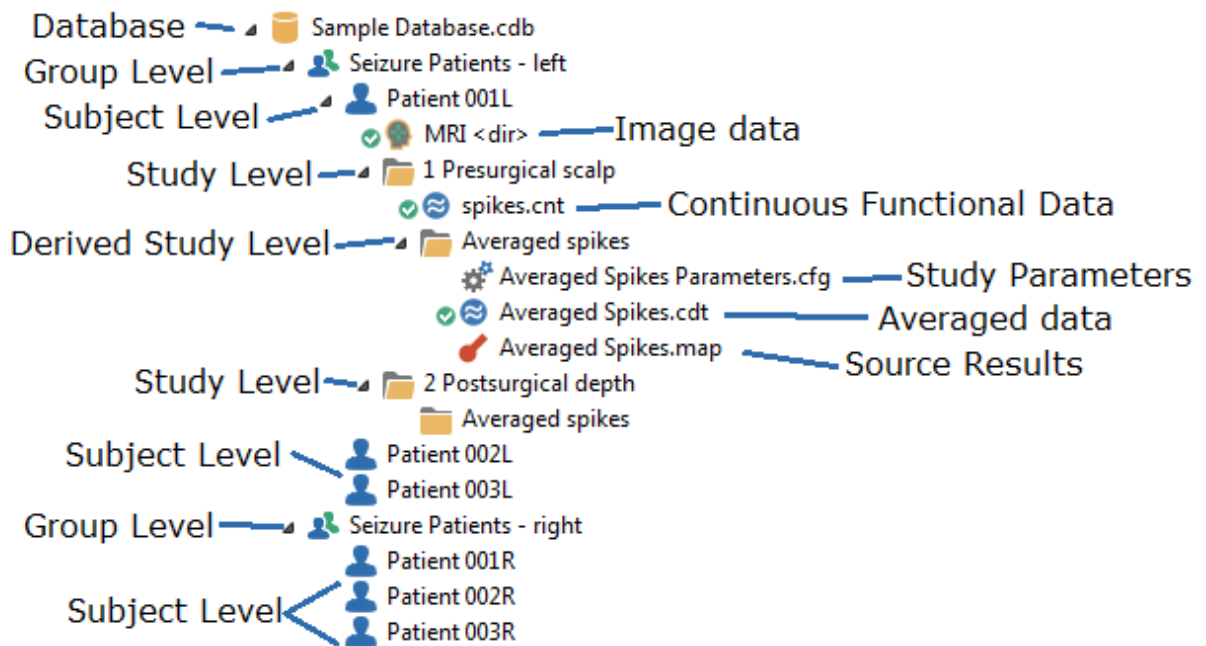 Database Sample Database.cdb
Group Level Seizure Patients - left
Subject Level Patient 001L
MRI <dir> Image data
Study Level 1 Presurgical scalp
spikes.cnt Continuous Functional Data
Derived Study Level Averaged spikes
Averaged Spikes Parameters.cfg Study Parameters
Averaged Spikes.cdt Averaged data
Averaged Spikes.map Source Results
Study Level 2 Postsurgical depth
Averaged spikes
Subject Level Patient 002L
Patient 003L
Group Level Seizure Patients - right
Patient 001R
Subject Level Patient 002R
Patient 003R